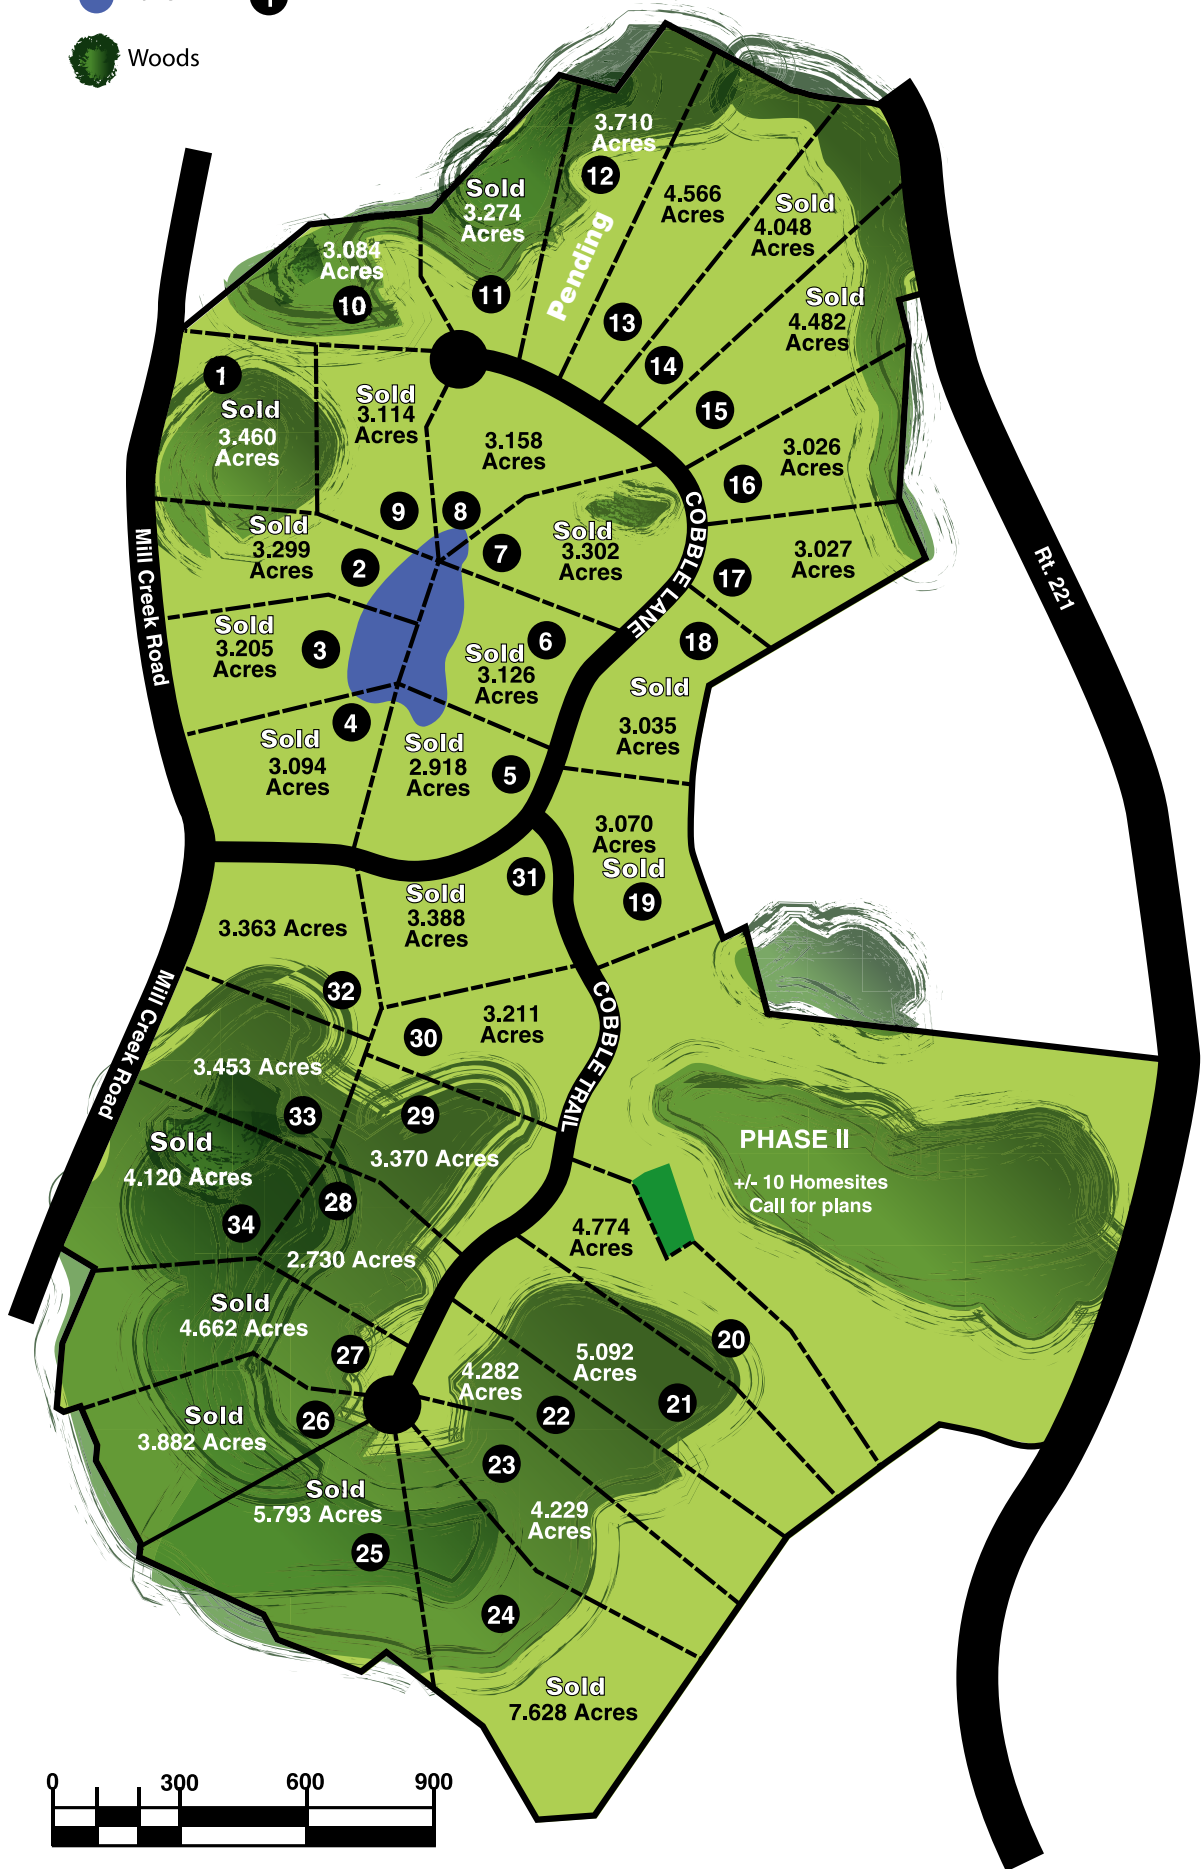 1
Woods
3.710
Acres
12
Pending
Sold
3.274
Acres
11
4.566
Acres
13
Sold
4.048
Acres
14
3.084
Acres
10
Sold
4.482
Acres
15
1
Sold
3.460
Acres
Sold
3.114
Acres
9
3.158
Acres
8
3.026
Acres
16
Sold
3.299
Acres
2
Sold
3.302
Acres
7
3.027
Acres
17
COBBLE LANE
Mill Creek Road
Rt. 221
Sold
3.205
Acres
3
Sold
3.126
Acres
6
18
Sold
3.035
Acres
4
Sold
3.094
Acres
Sold
2.918
Acres
5
3.070
Acres
Sold
19
31
Sold
3.388
Acres
3.363 Acres
32
Mill Creek Road
COBBLE TRAIL
3.211
Acres
30
3.453 Acres
33
29
3.370 Acres
PHASE II
+/- 10 Homesites
Call for plans
Sold
4.120 Acres
34
28
2.730 Acres
4.774
Acres
20
Sold
4.662 Acres
27
5.092
Acres
21
4.282
Acres
22
Sold
3.882 Acres
26
23
4.229
Acres
Sold
5.793 Acres
25
24
Sold
7.628 Acres
0 300 600 900